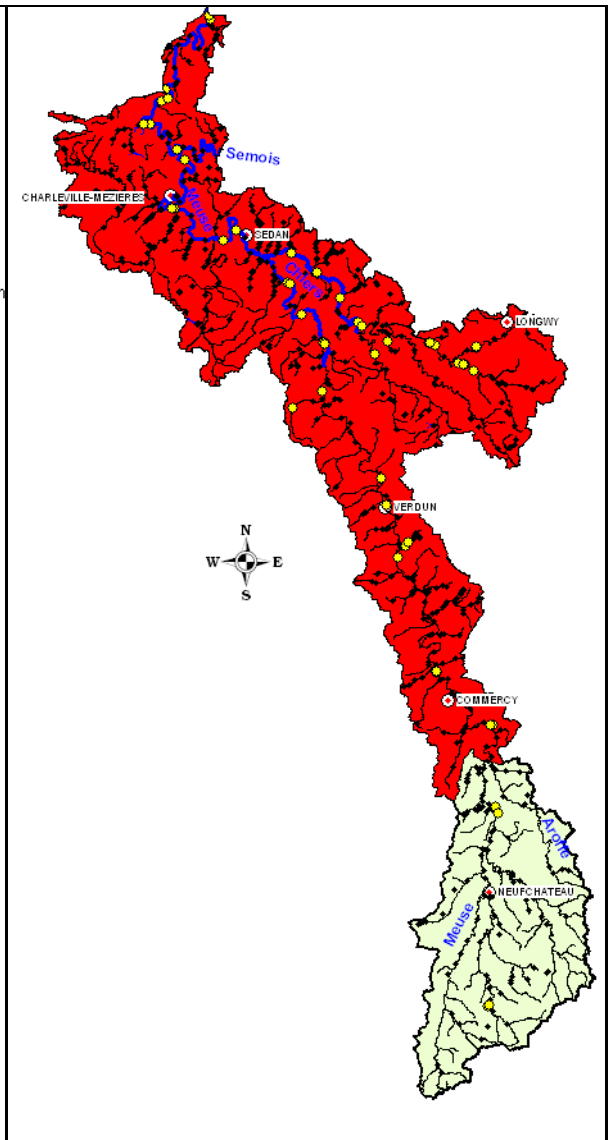 Semois
CHARLEVILLE-MEZIERES
Meuse
SEDAN
Chiers
LONGWY
N
VERDUN
W E
S
COMMERCY
Aroffe
NEUFCHATEAU
Meuse